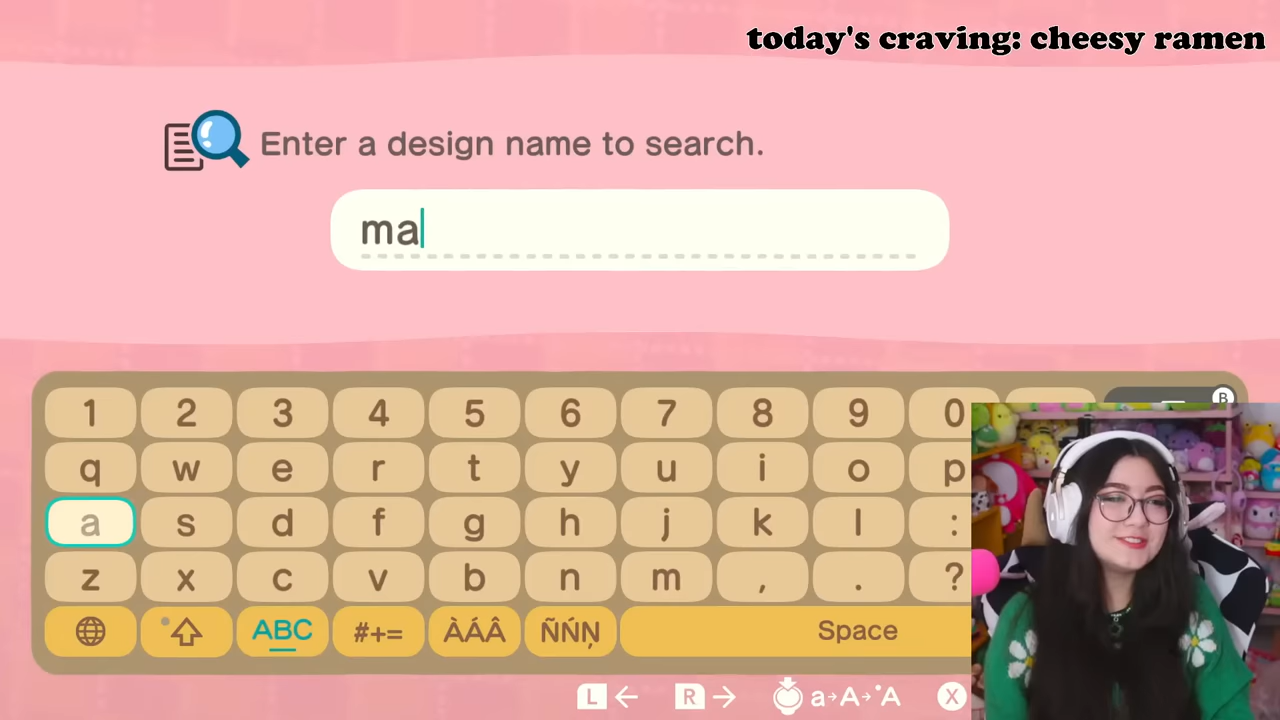 today's craving: cheesy ramen
Enter a design name to search.
ma
1 2 3 4 5 6 7 8 9 0
B
q w e r t y u i o p
a s d f g h j k l :
z x c v b n m , . ?
ABC #+= ÀÁÂ ÑŃŅ Space
L ← R → a→A→•A X